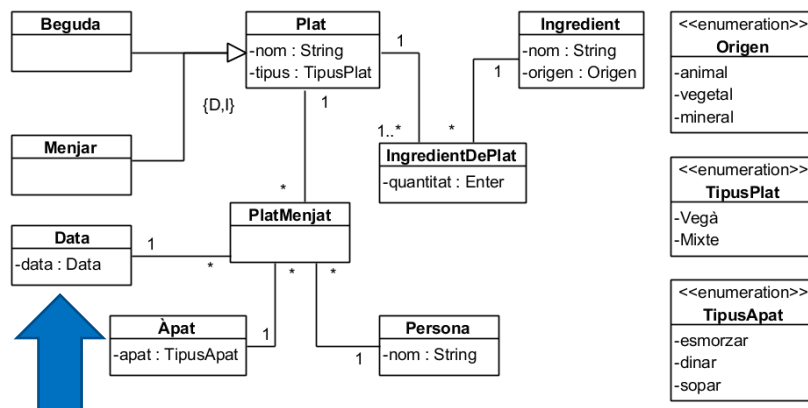 Beguda
Plat
-nom : String
-tipus : TipusPlat
Ingredient
-nom : String
-origen : Origen
<<enumeration>>
Origen
-animal
-vegetal
-mineral
1
1
1
{D,I}
1..*
*
Menjar
IngredientDePlat
-quantitat : Enter
<<enumeration>>
TipusPlat
-Vegà
-Mixte
*
PlatMenjat
Data
-data : Data
1
*
*
*
<<enumeration>>
TipusApat
-esmorzar
-dinar
-sopar
Àpat
-apat : TipusApat
1
Persona
-nom : String
1